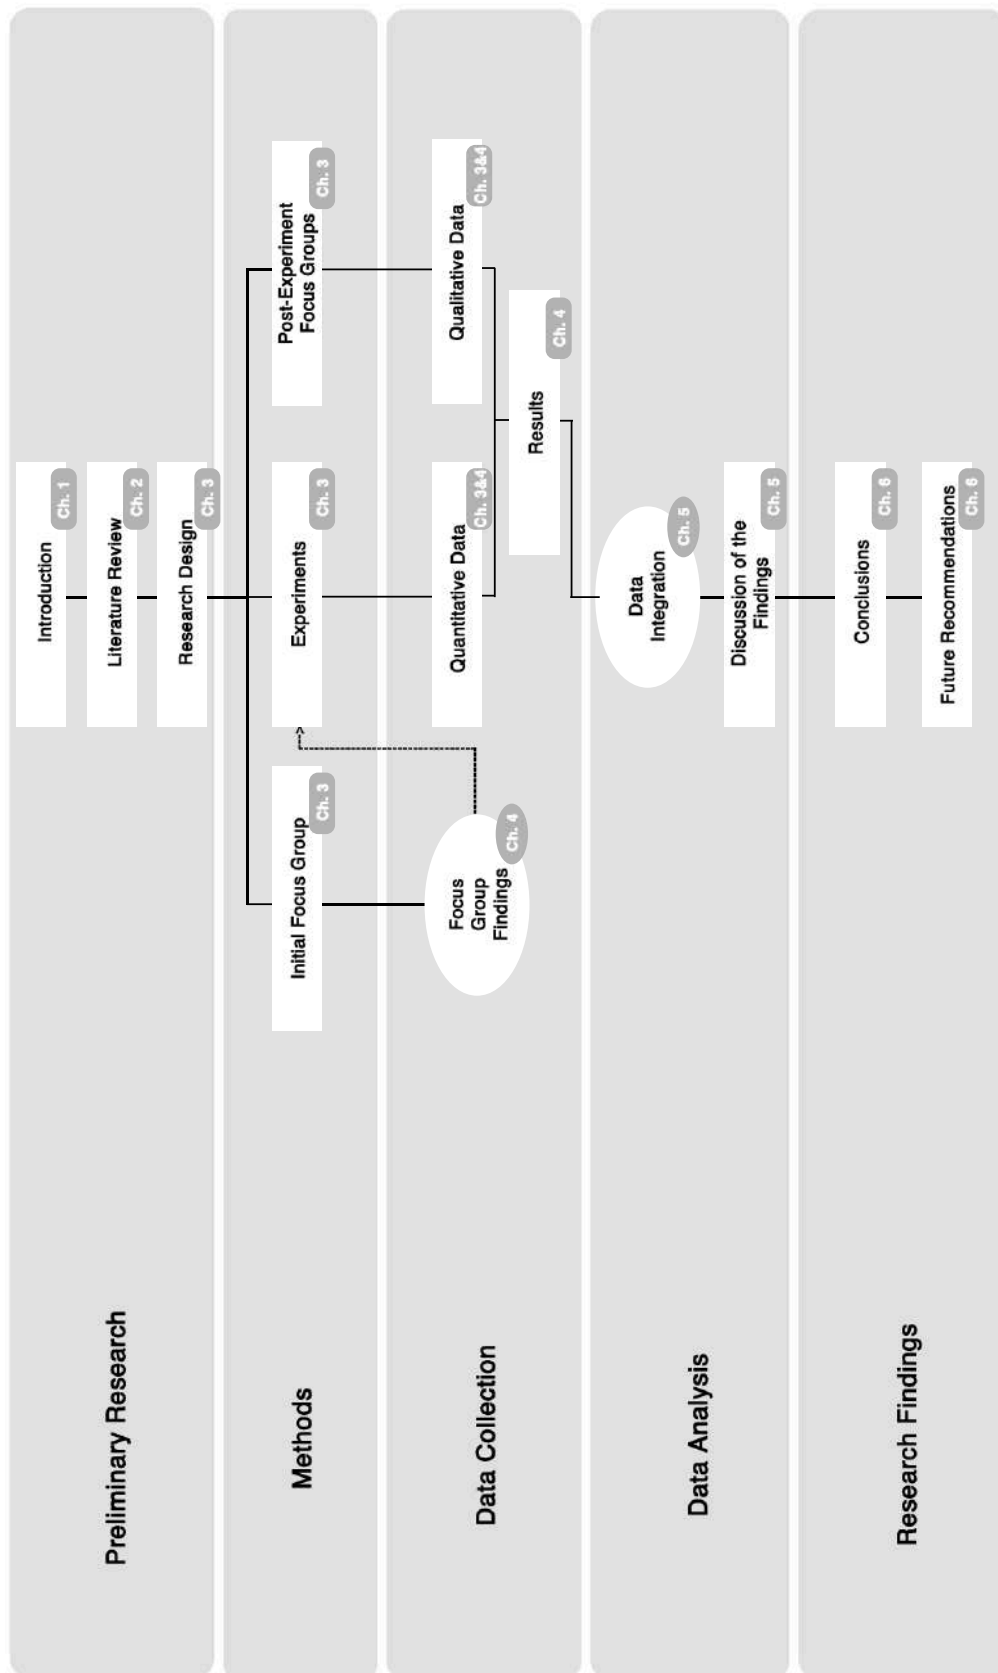 Preliminary Research
Introduction
Ch. 1
Literature Review
Ch. 2
Research Design
Ch. 3
Methods
Initial Focus Group
Ch. 3
Experiments
Ch. 3
Post-Experiment
Focus Groups
Ch. 3
Data Collection
Focus
Group
Findings
Ch. 4
Quantitative Data
Ch. 3&4
Qualitative Data
Ch. 3&4
Results
Ch. 4
Data Analysis
Data
Integration
Ch. 5
Discussion of the
Findings
Ch. 5
Research Findings
Conclusions
Ch. 6
Future Recommendations
Ch. 6